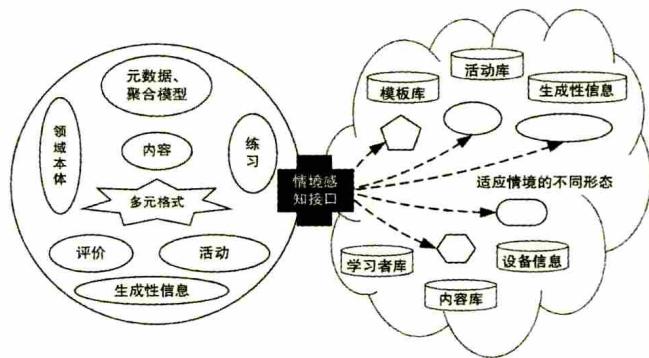 元数据、
聚合模型
领域本体
内容
练习
多元格式
评价
活动
生成性信息
情境感
知接口
模板库
活动库
生成性信息
适应情境的不同形态
学习者库
内容库
设备信息